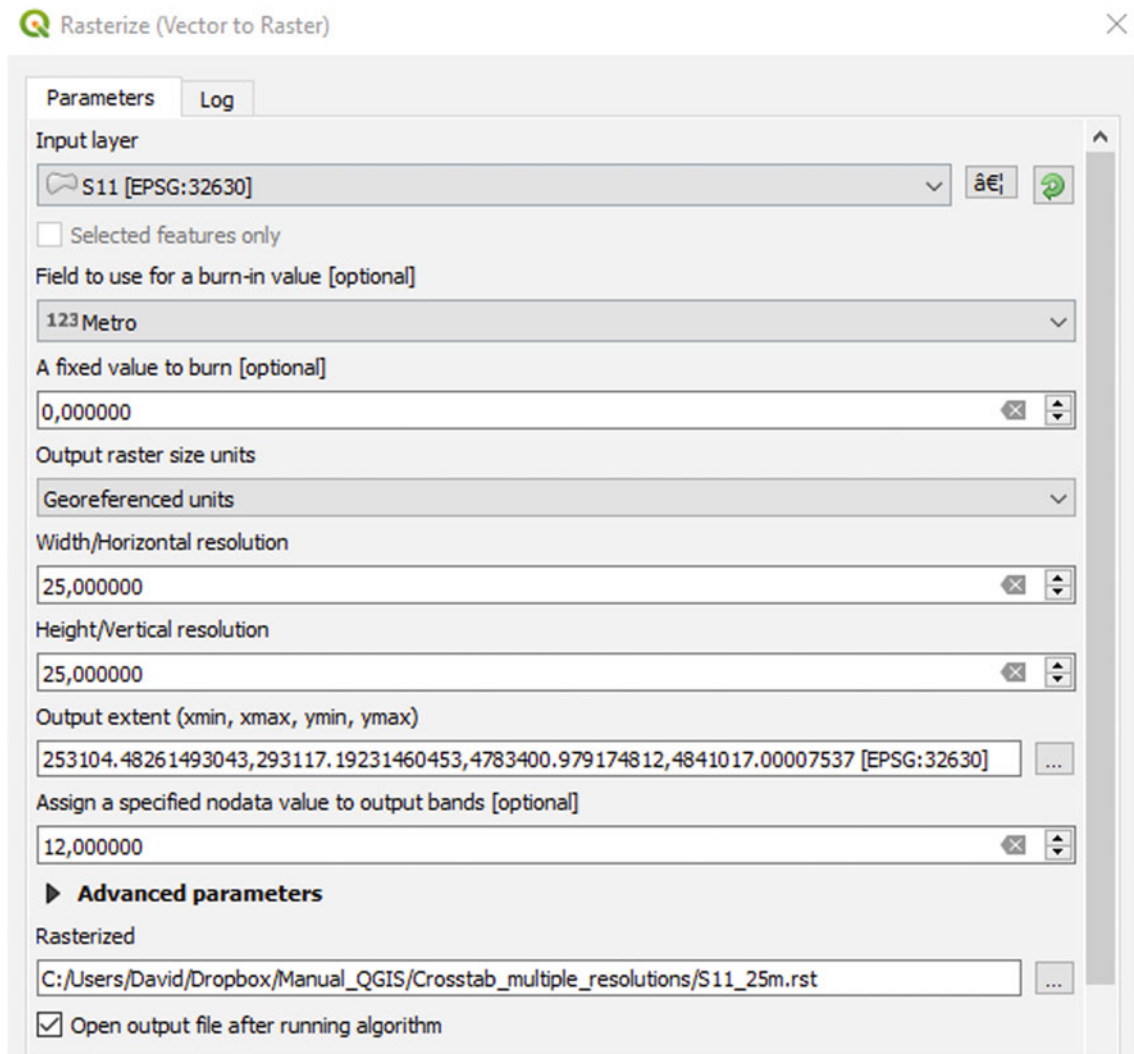 Rasterize (Vector to Raster)
Parameters
Log
Input layer
S11 [EPSG:32630]
…
Selected features only
Field to use for a burn-in value [optional]
123 Metro
A fixed value to burn [optional]
0,000000
Output raster size units
Georeferenced units
Width/Horizontal resolution
25,000000
Height/Vertical resolution
25,000000
Output extent (xmin, xmax, ymin, ymax)
253104.48261493043,293117.19231460453,4783400.979174812,4841017.00007537 [EPSG:32630]
...
Assign a specified nodata value to output bands [optional]
12,000000
Advanced parameters
Rasterized
C:/Users/David/Dropbox/Manual_QGIS/Crosstab_multiple_resolutions/S11_25m.rst
...
Open output file after running algorithm